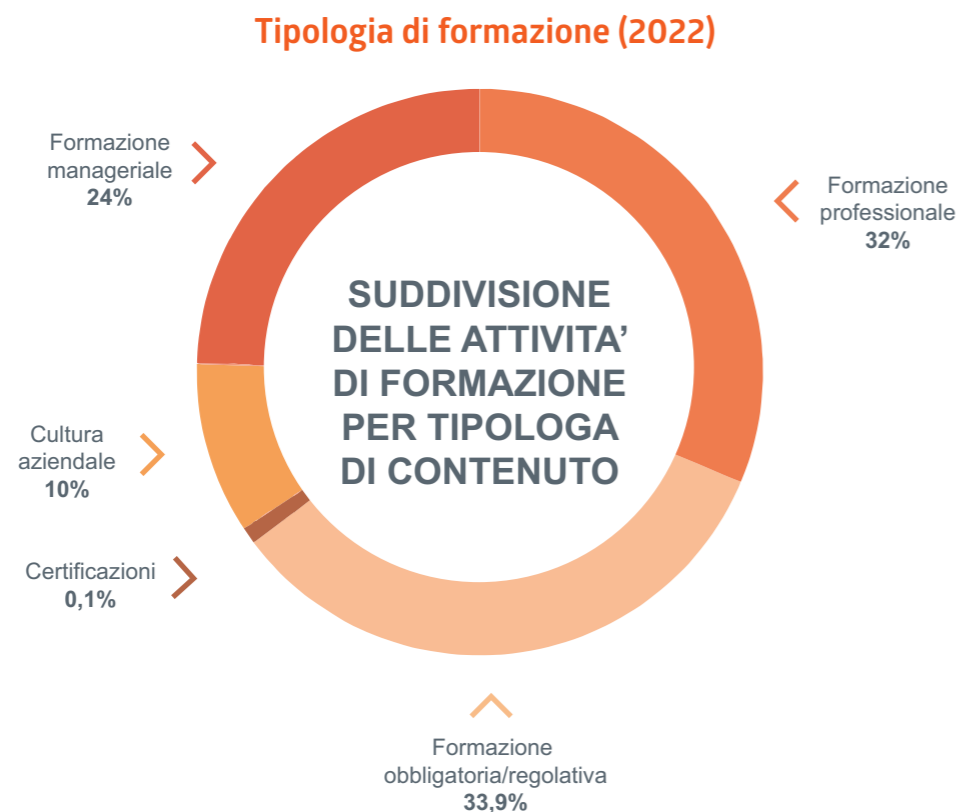 Tipologia di formazione (2022)
Formazione
manageriale
24%
Formazione
professionale
32%
SUDDIVISIONE
DELLE ATTIVITA’
DI FORMAZIONE
PER TIPOLOGA
DI CONTENUTO
Cultura
aziendale
10%
Certificazioni
0,1%
Formazione
obbligatoria/regolativa
33,9%